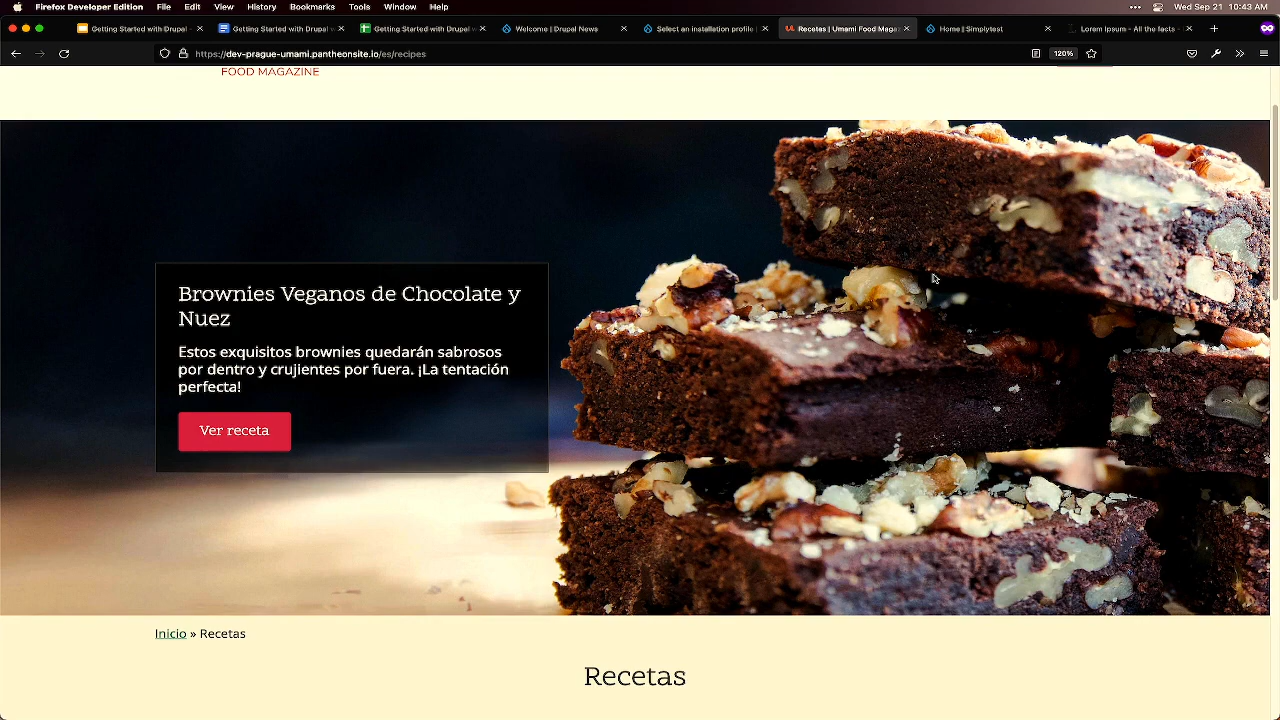 Firefox Developer Edition File Edit View History Bookmarks Tools Window Help Wed Sep 21 10:43 AM
Getting Started with Drupal - Getting Started with Drupal Getting Started with Drupal w Welcome | Drupal News Select an installation profile | Recetas | Umami Food Maga Home | Simplytest Lorem Ipsum - All the facts -
https://dev-prague-umami.pantheonsite.io/es/recipes 120%
FOOD MAGAZINE
Brownies Veganos de Chocolate y
Nuez
Estos exquisitos brownies quedarán sabrosos
por dentro y crujientes por fuera. ¡La tentación
perfecta!
Ver receta
Inicio » Recetas
Recetas